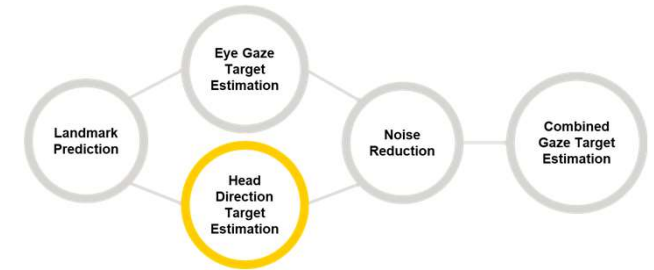 Landmark
Prediction
Eye Gaze
Target
Estimation
Head
Direction
Target
Estimation
Noise
Reduction
Combined
Gaze Target
Estimation